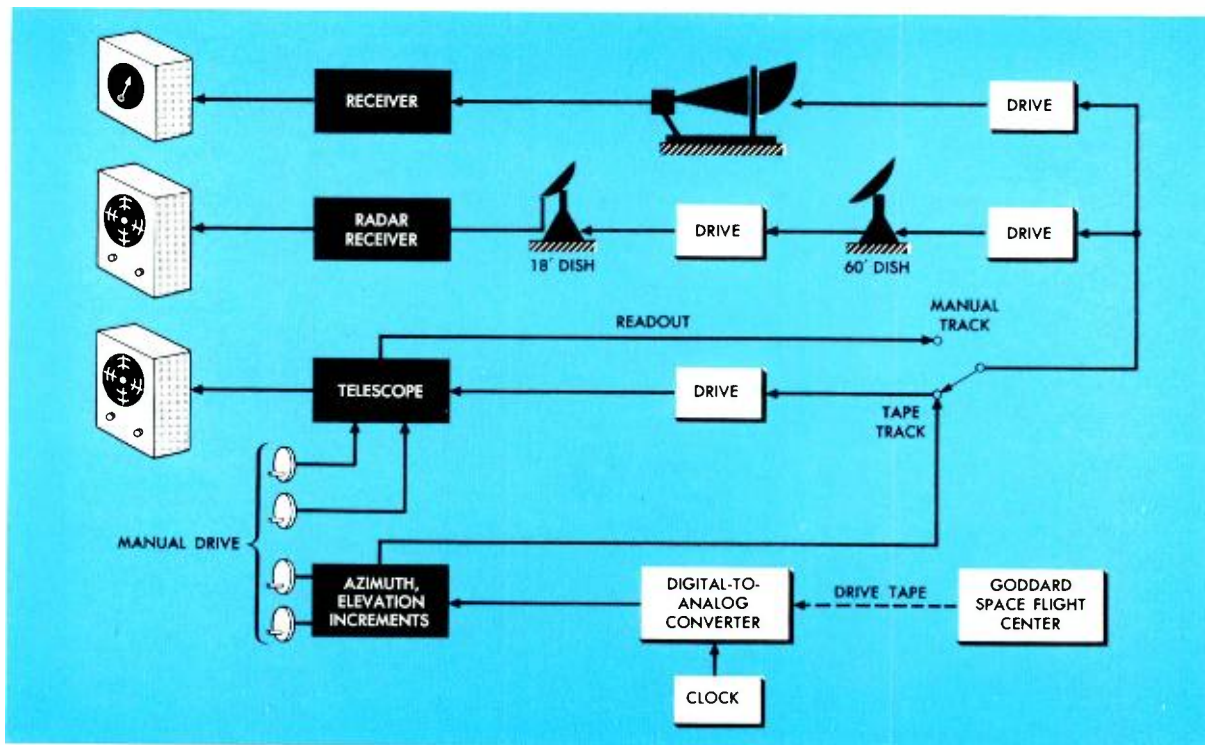 RECEIVER
DRIVE
RADAR
RECEIVER
18' DISH
DRIVE
60' DISH
DRIVE
READOUT
MANUAL
TRACK
TELESCOPE
DRIVE
TAPE
TRACK
MANUAL DRIVE
AZIMUTH,
ELEVATION
INCREMENTS
DIGITAL-TO-
ANALOG
CONVERTER
DRIVE TAPE
GODDARD
SPACE FLIGHT
CENTER
CLOCK